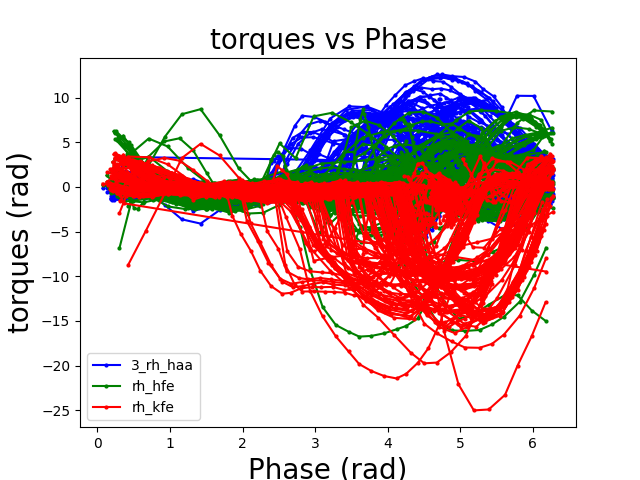 torques vs Phase
torques (rad)
10
5
0
−5
−10
−15
−20
−25
3_rh_haa
rh_hfe
rh_kfe
0 1 2 3 4 5 6
Phase (rad)